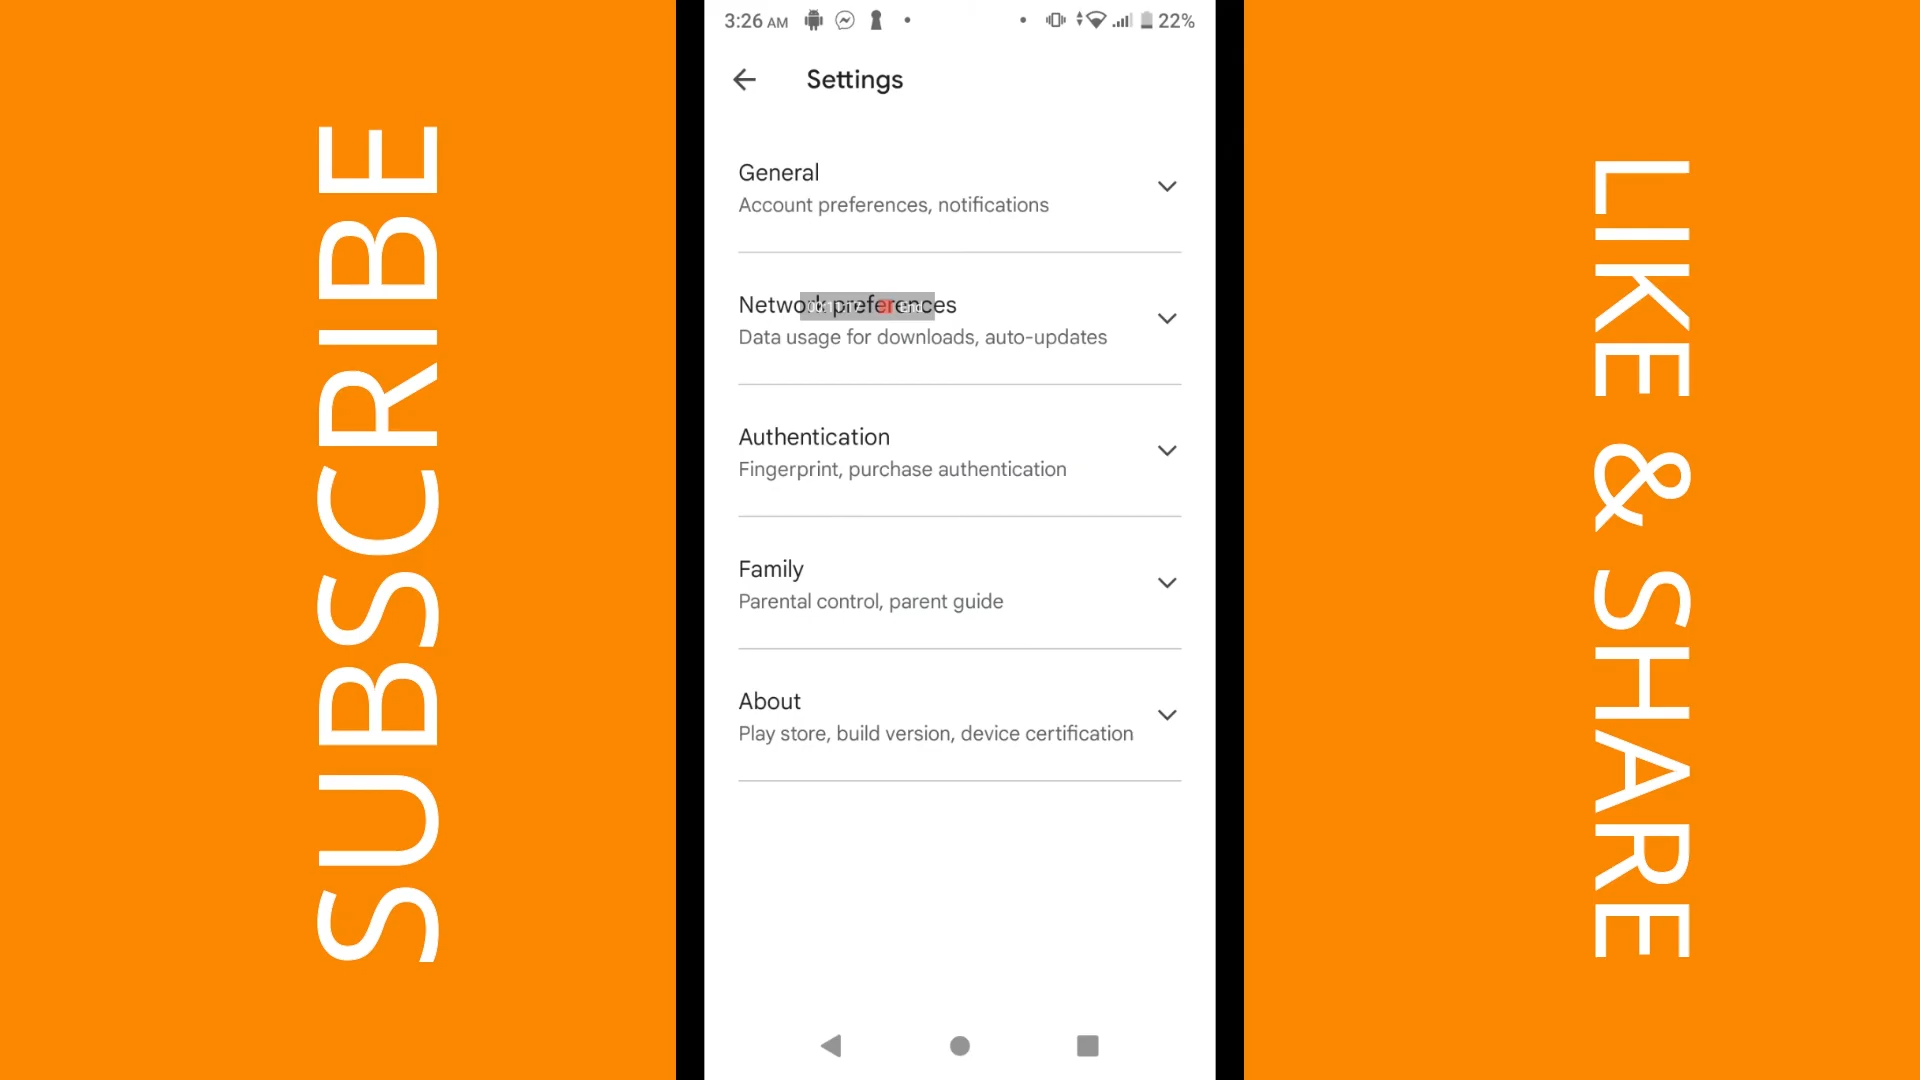 SUBSCRIBE
3:26 AM
22%
Settings
General
Account preferences, notifications
Network preferences
Data usage for downloads, auto-updates
Authentication
Fingerprint, purchase authentication
Family
Parental control, parent guide
About
Play store, build version, device certification
LIKE & SHARE